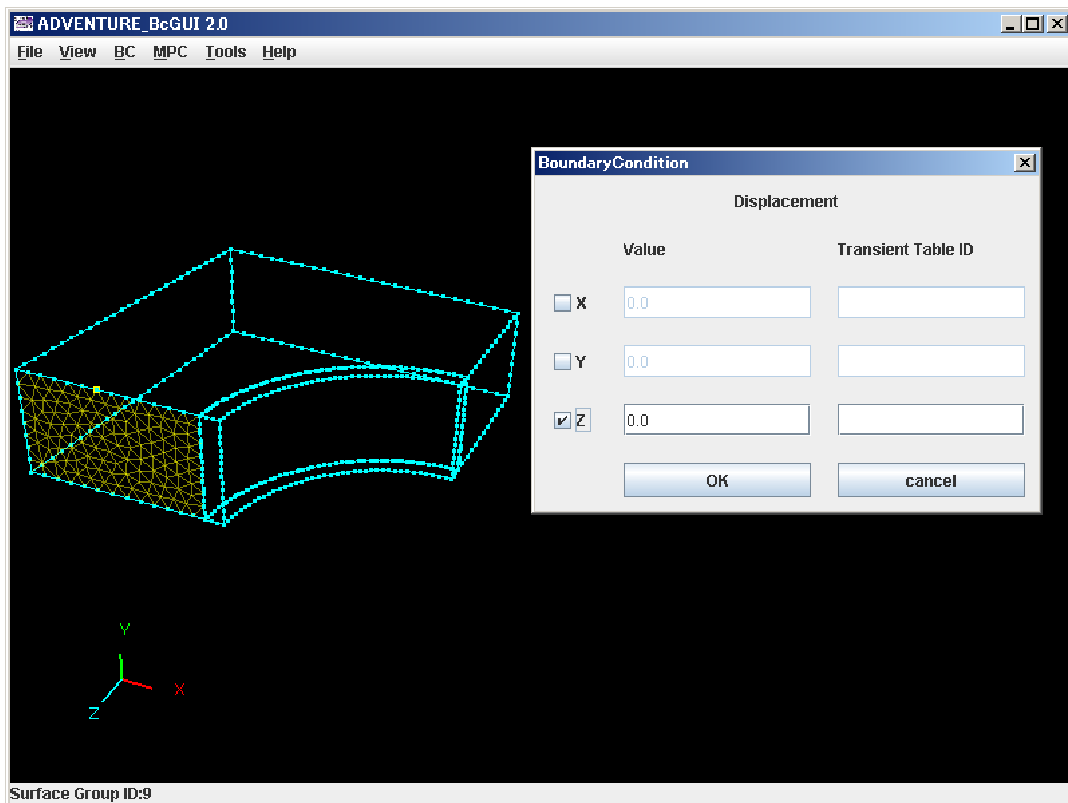 ADVENTURE_BcGUI 2.0
File View BC MPC Tools Help
BoundaryCondition
Displacement
Value Transient Table ID
X 0.0
Y 0.0
Z 0.0
OK cancel
Y
X
Z
Surface Group ID:9